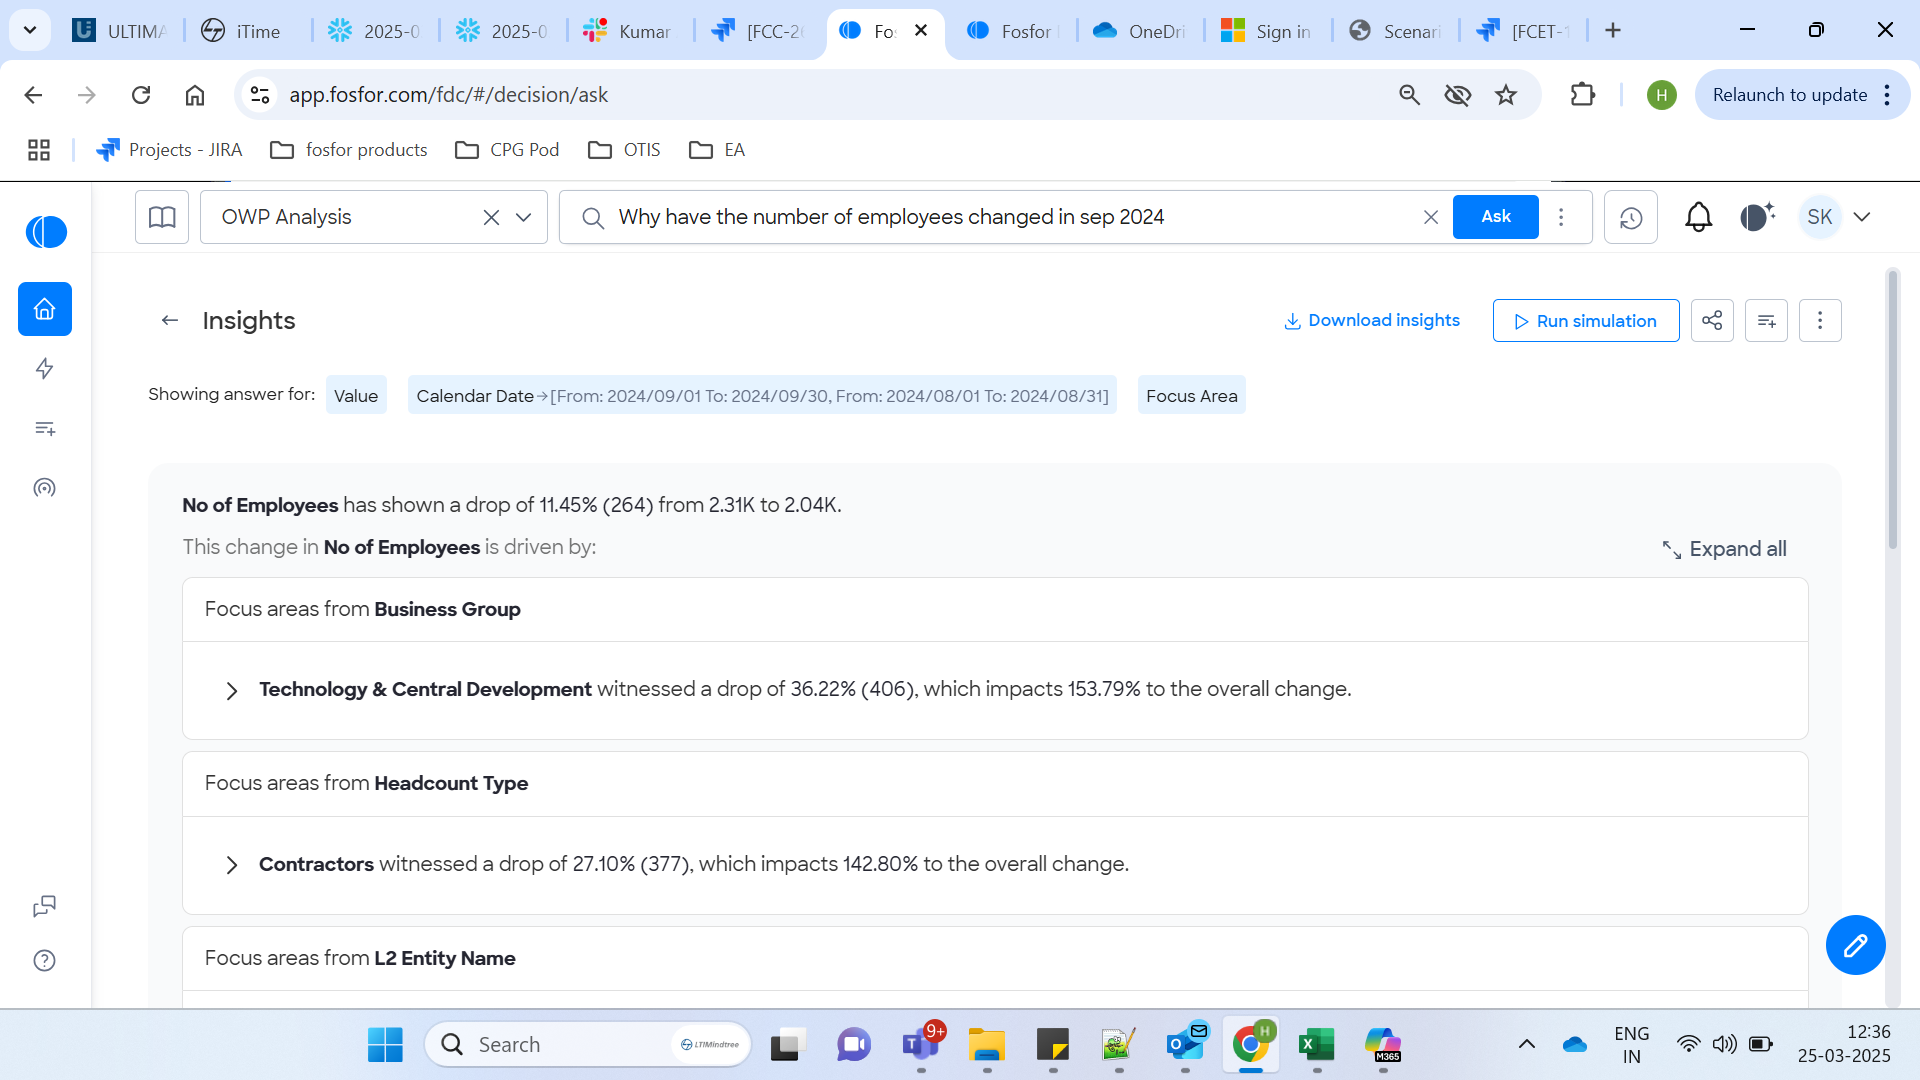 ULTIMA
iTime
2025-0
2025-0
Kumar
[FCC-26
Fos
Fosfor
OneDri
Sign in
Scenari
[FCET-1
app.fosfor.com/fdc/#/decision/ask
H
Relaunch to update
Projects - JIRA
fosfor products
CPG Pod
OTIS
EA
OWP Analysis
Why have the number of employees changed in sep 2024
Ask
SK
Insights
Download insights
Run simulation
Showing answer for:
Value
Calendar Date→[From: 2024/09/01 To: 2024/09/30, From: 2024/08/01 To: 2024/08/31]
Focus Area
No of Employees has shown a drop of 11.45% (264) from 2.31K to 2.04K.
This change in No of Employees is driven by:
Expand all
Focus areas from Business Group
Technology & Central Development witnessed a drop of 36.22% (406), which impacts 153.79% to the overall change.
Focus areas from Headcount Type
Contractors witnessed a drop of 27.10% (377), which impacts 142.80% to the overall change.
Focus areas from L2 Entity Name
Search
LTIMindtree
9+
T
O
H
X
M365
ENG
IN
12:36
25-03-2025